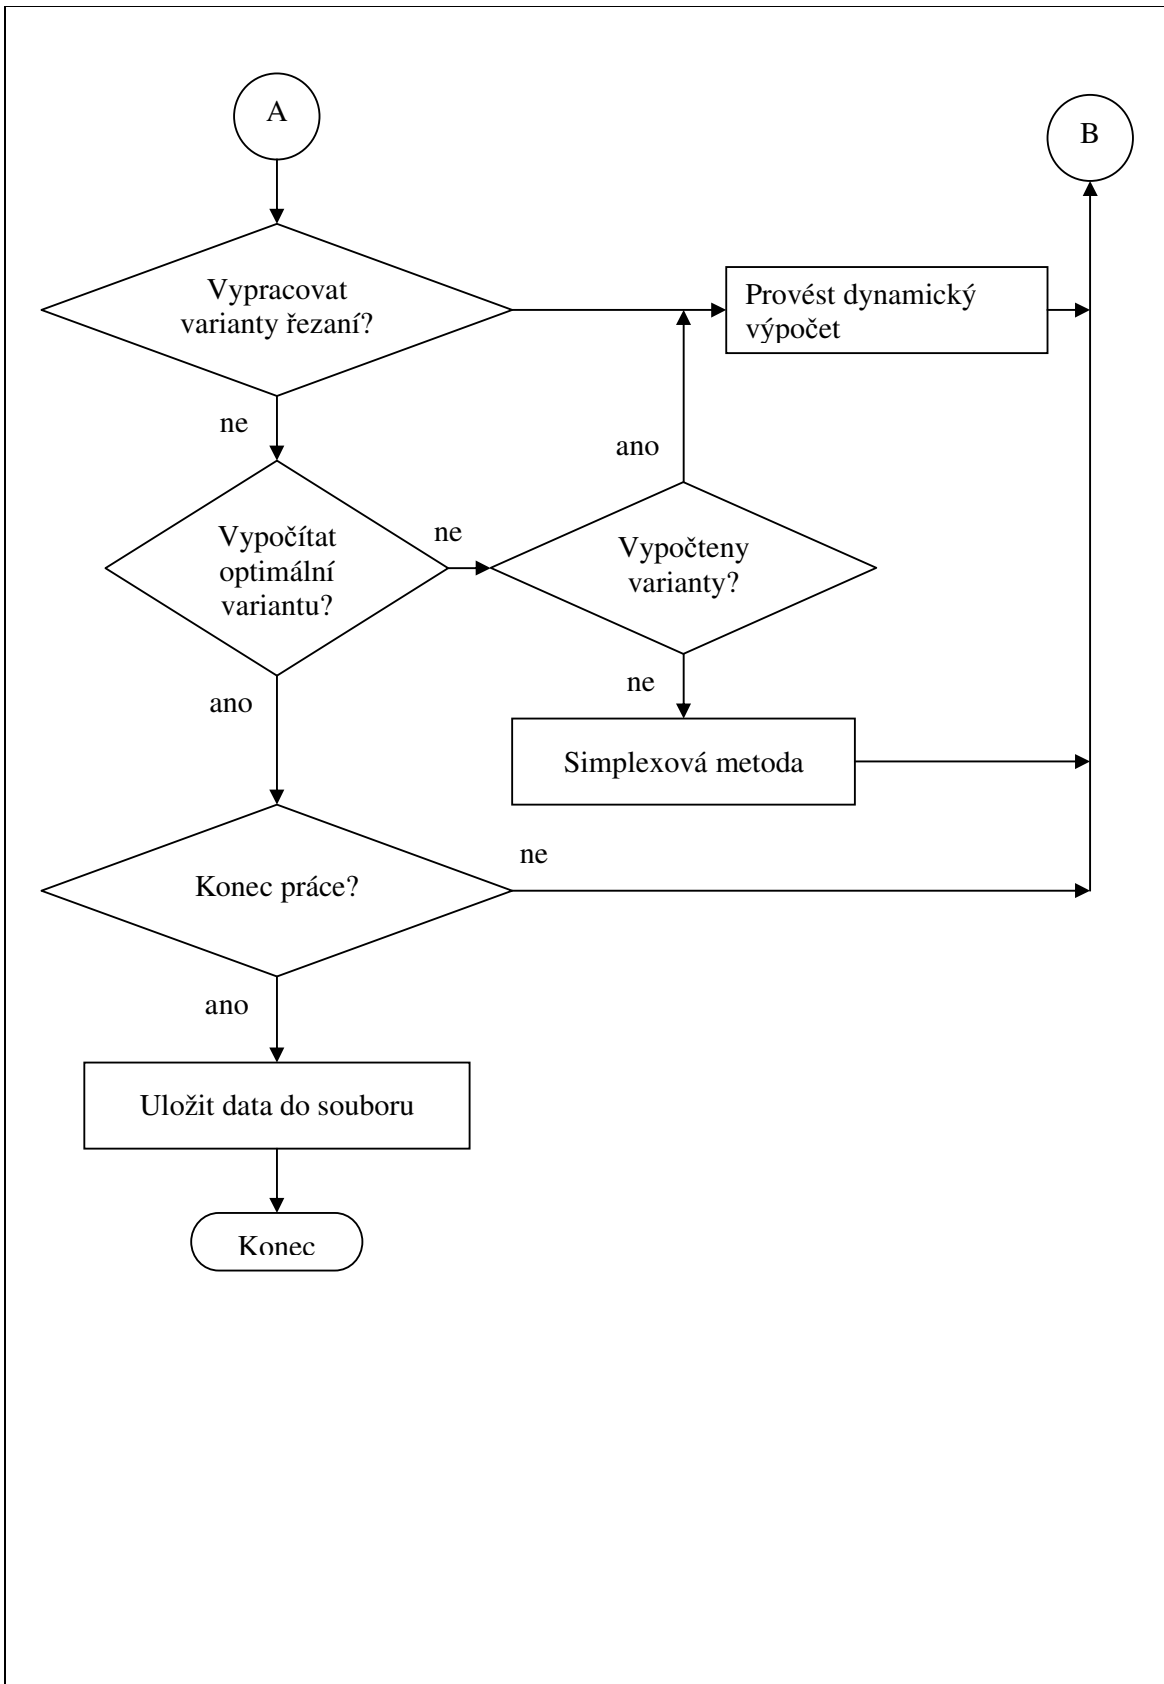 A
B
Vypracovat
varianty řezaní?
Provést dynamický
výpočet
ne
ano
Vypočítat
optimální
variantu?
ne
Vypočteny
varianty?
ano
ne
Simplexová metoda
Konec práce?
ne
ano
Uložit data do souboru
Konec